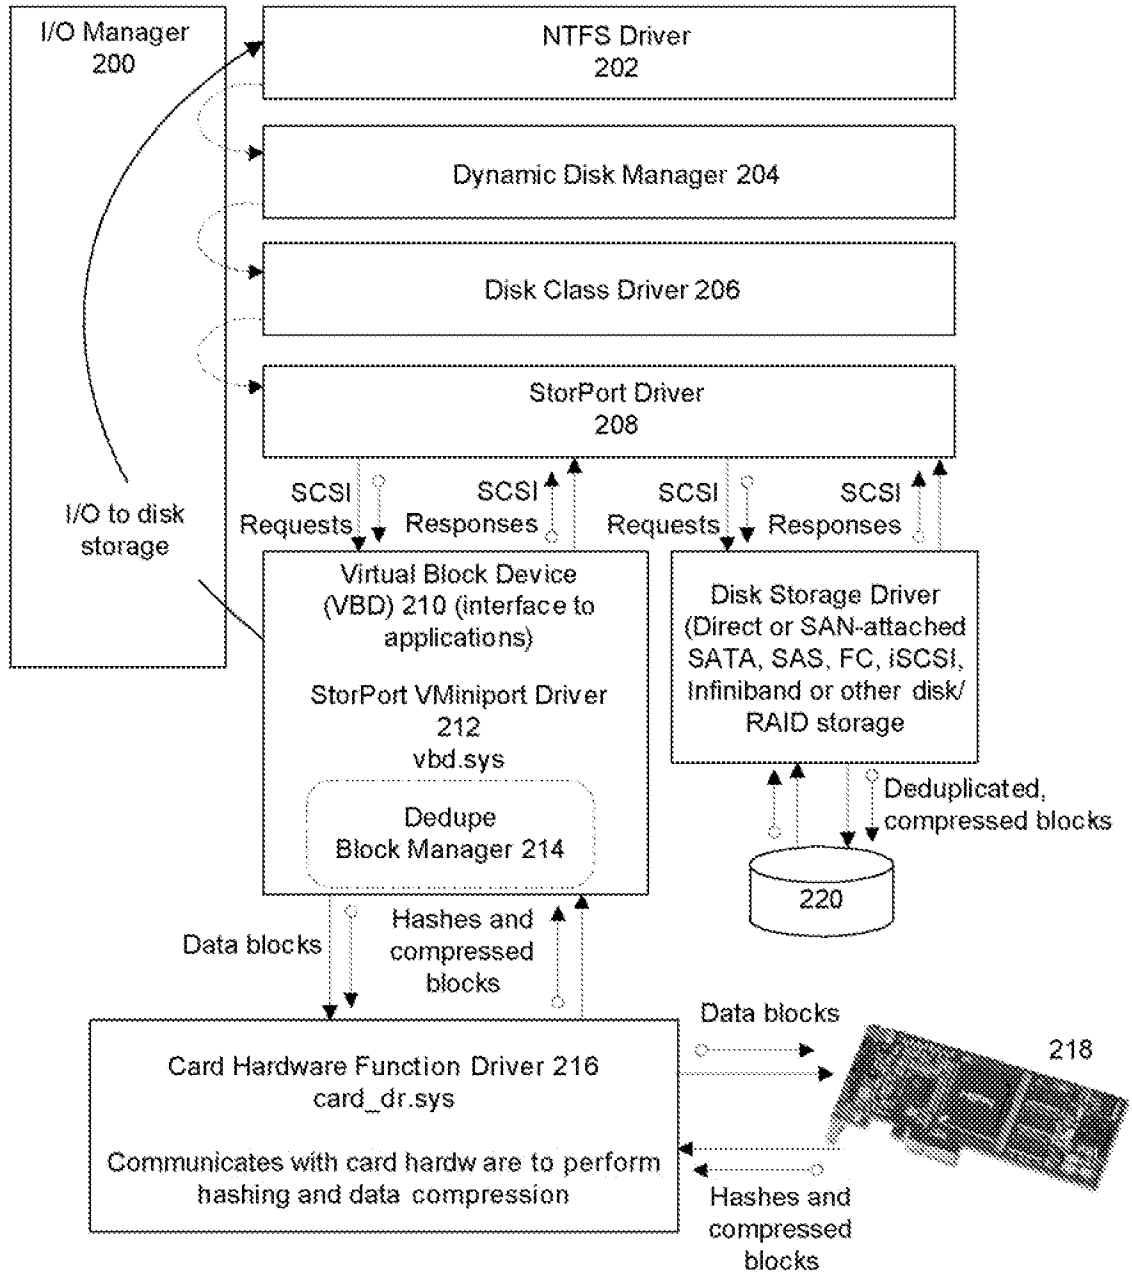 I/O Manager
200
NTFS Driver
202
Dynamic Disk Manager 204
Disk Class Driver 206
StorPort Driver
208
I/O to disk
storage
SCSI
Requests
SCSI
Responses
SCSI
Requests
SCSI
Responses
Virtual Block Device
(VBD) 210 (interface to
applications)
StorPort VMiniport Driver
212
vbd.sys
Dedupe
Block Manager 214
Disk Storage Driver
(Direct or SAN-attached
SATA, SAS, FC, iSCSI,
Infiniband or other disk/
RAID storage
Deduplicated,
compressed blocks
220
Data blocks
Hashes and
compressed
blocks
Card Hardware Function Driver 216
card_dr.sys
Communicates with card hardw are to perform
hashing and data compression
Data blocks
218
Hashes and
compressed
blocks